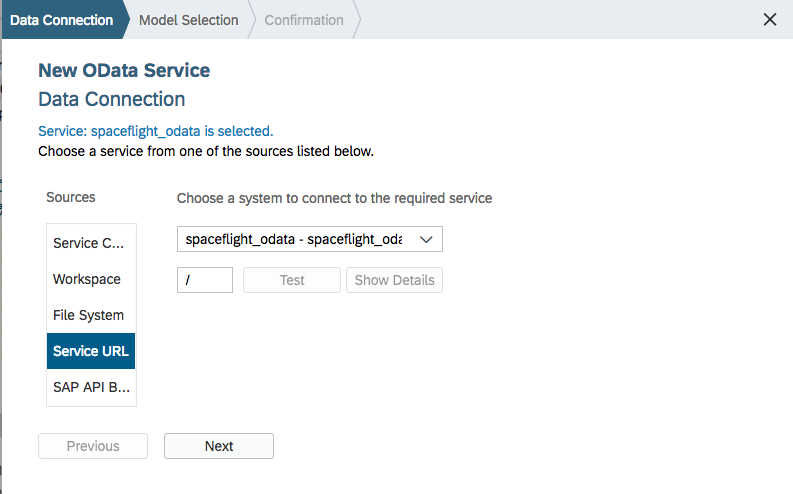 Data Connection Model Selection Confirmation
New OData Service
Data Connection
Service: spaceflight_odata is selected.
Choose a service from one of the sources listed below.
Sources
Choose a system to connect to the required service
Service C...
Workspace
File System
Service URL
SAP API B...
spaceflight_odata - spaceflight_oda
/ Test Show Details
Previous Next